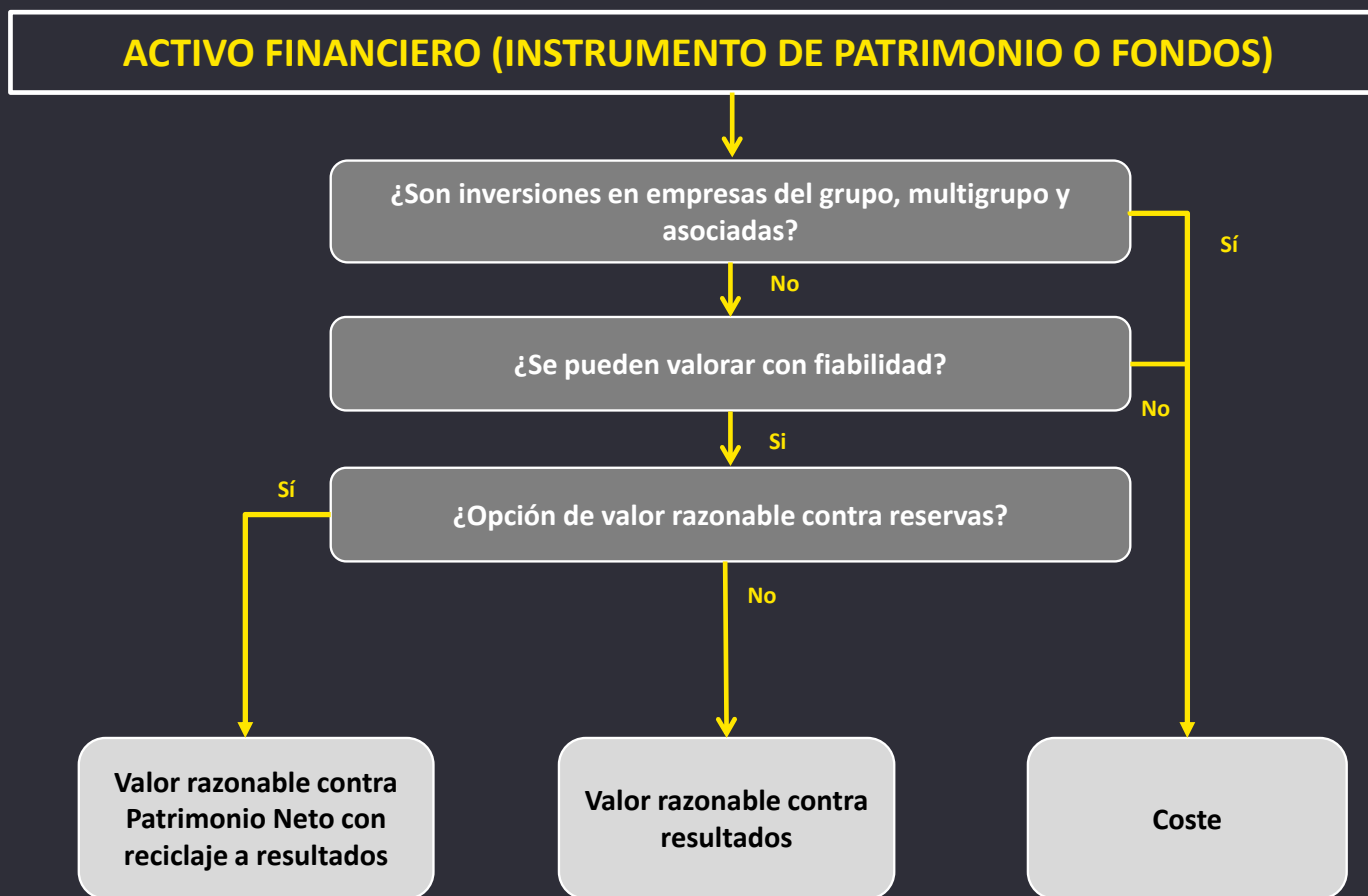 ACTIVO FINANCIERO (INSTRUMENTO DE PATRIMONIO O FONDOS)
¿Son inversiones en empresas del grupo, multigrupo y
asociadas?
Sí
No
¿Se pueden valorar con fiabilidad?
No
Si
Sí
¿Opción de valor razonable contra reservas?
No
Valor razonable contra
Patrimonio Neto con
reciclaje a resultados
Valor razonable contra
resultados
Coste